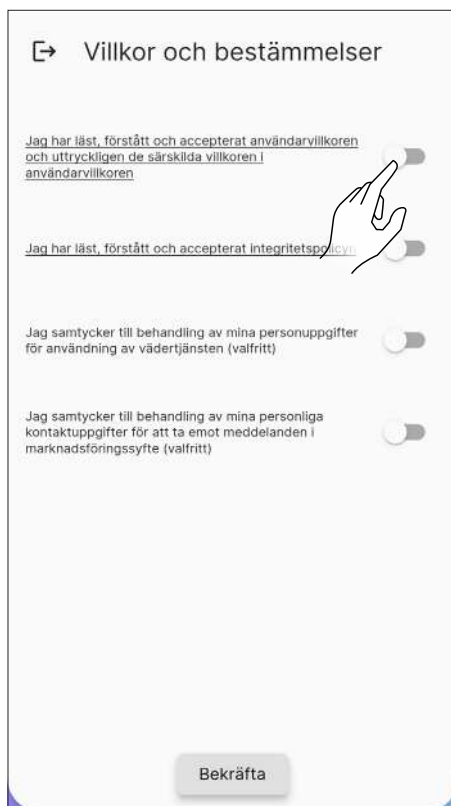 Villkor och bestämmelser
Jag har läst, förstått och accepterat användarvillkoren
och uttryckligen de särskilda villkoren i
användarvillkoren
Jag har läst, förstått och accepterat integritetspolicyn
Jag samtycker till behandling av mina personuppgifter
för användning av vädertjänsten (valfritt)
Jag samtycker till behandling av mina personliga
kontaktuppgifter för att ta emot meddelanden i
marknadsföringssyfte (valfritt)
Bekräfta